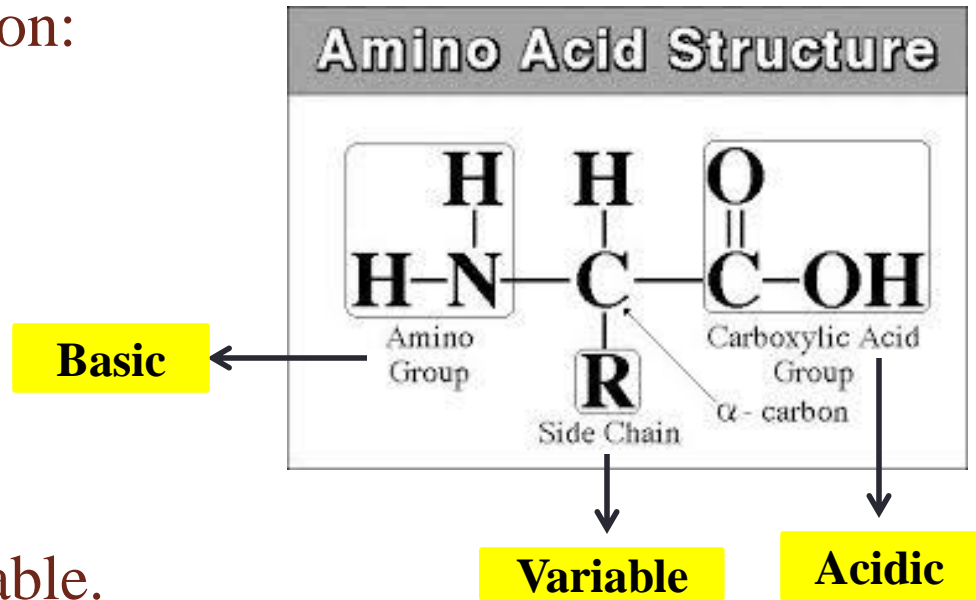 on:
Amino Acid Structure
H H O
H–N–C–C–OH
Amino
Group
Carboxylic Acid
Group
R
α - carbon
Side Chain
Basic
Variable
Acidic
able.